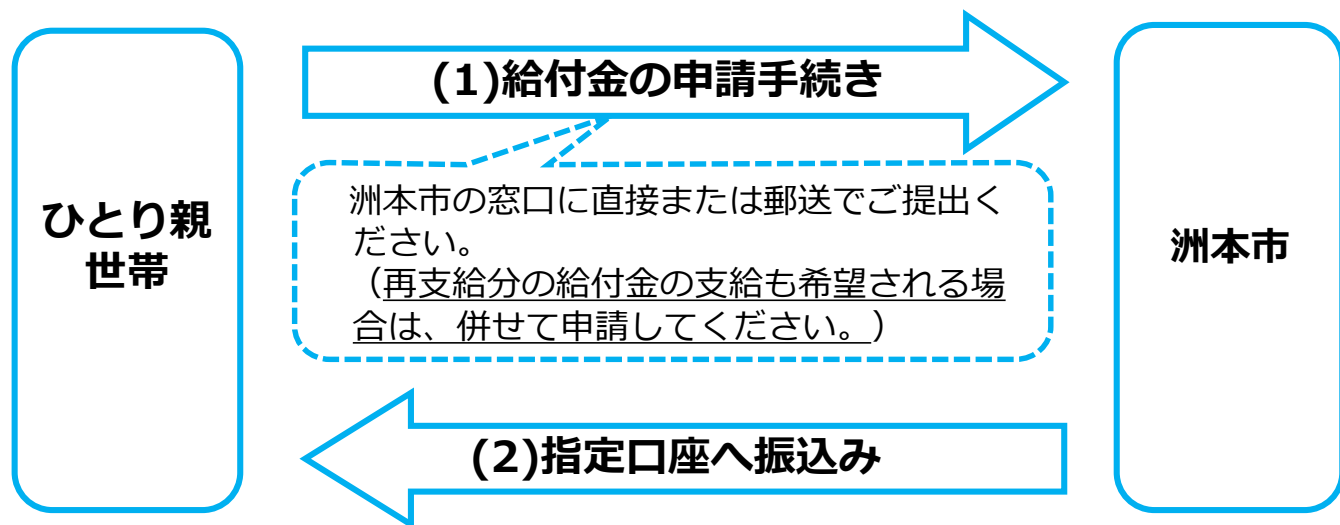 (1)給付金の申請手続き
ひとり親
世帯
洲本市の窓口に直接または郵送でご提出く
ださい。
（再支給分の給付金の支給も希望される場
合は、併せて申請してください。）
洲本市
(2)指定口座へ振込み